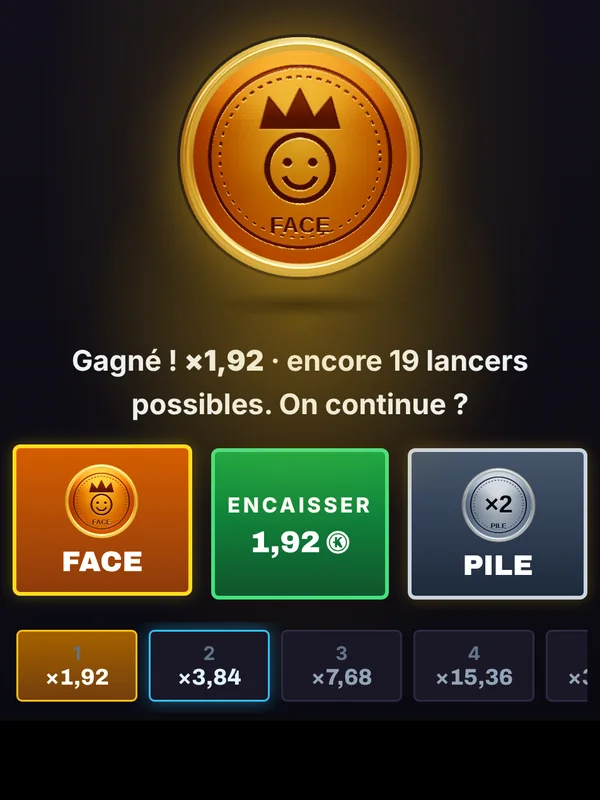 FACE
Gagné ! ×1,92 · encore 19 lancers
possibles. On continue ?
FACE
FACE
ENCAISSER
1,92 K
×2
PILE
PILE
1
×1,92
2
×3,84
3
×7,68
4
×15,36